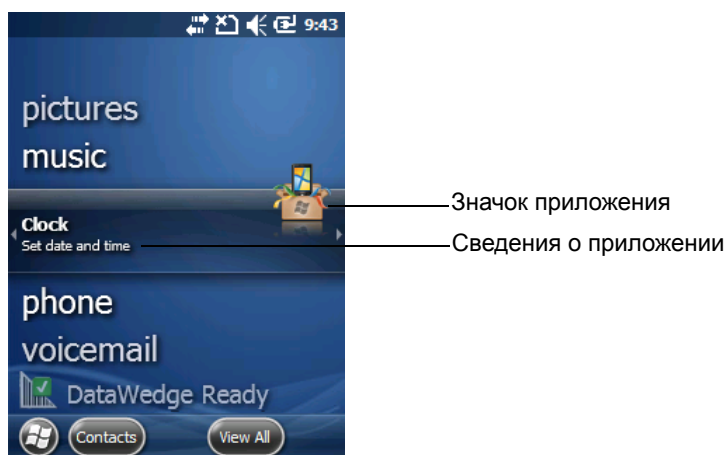 9:43
pictures
music
Значок приложения
Clock
Set date and time
Сведения о приложении
phone
voicemail
DataWedge Ready
Contacts
View All